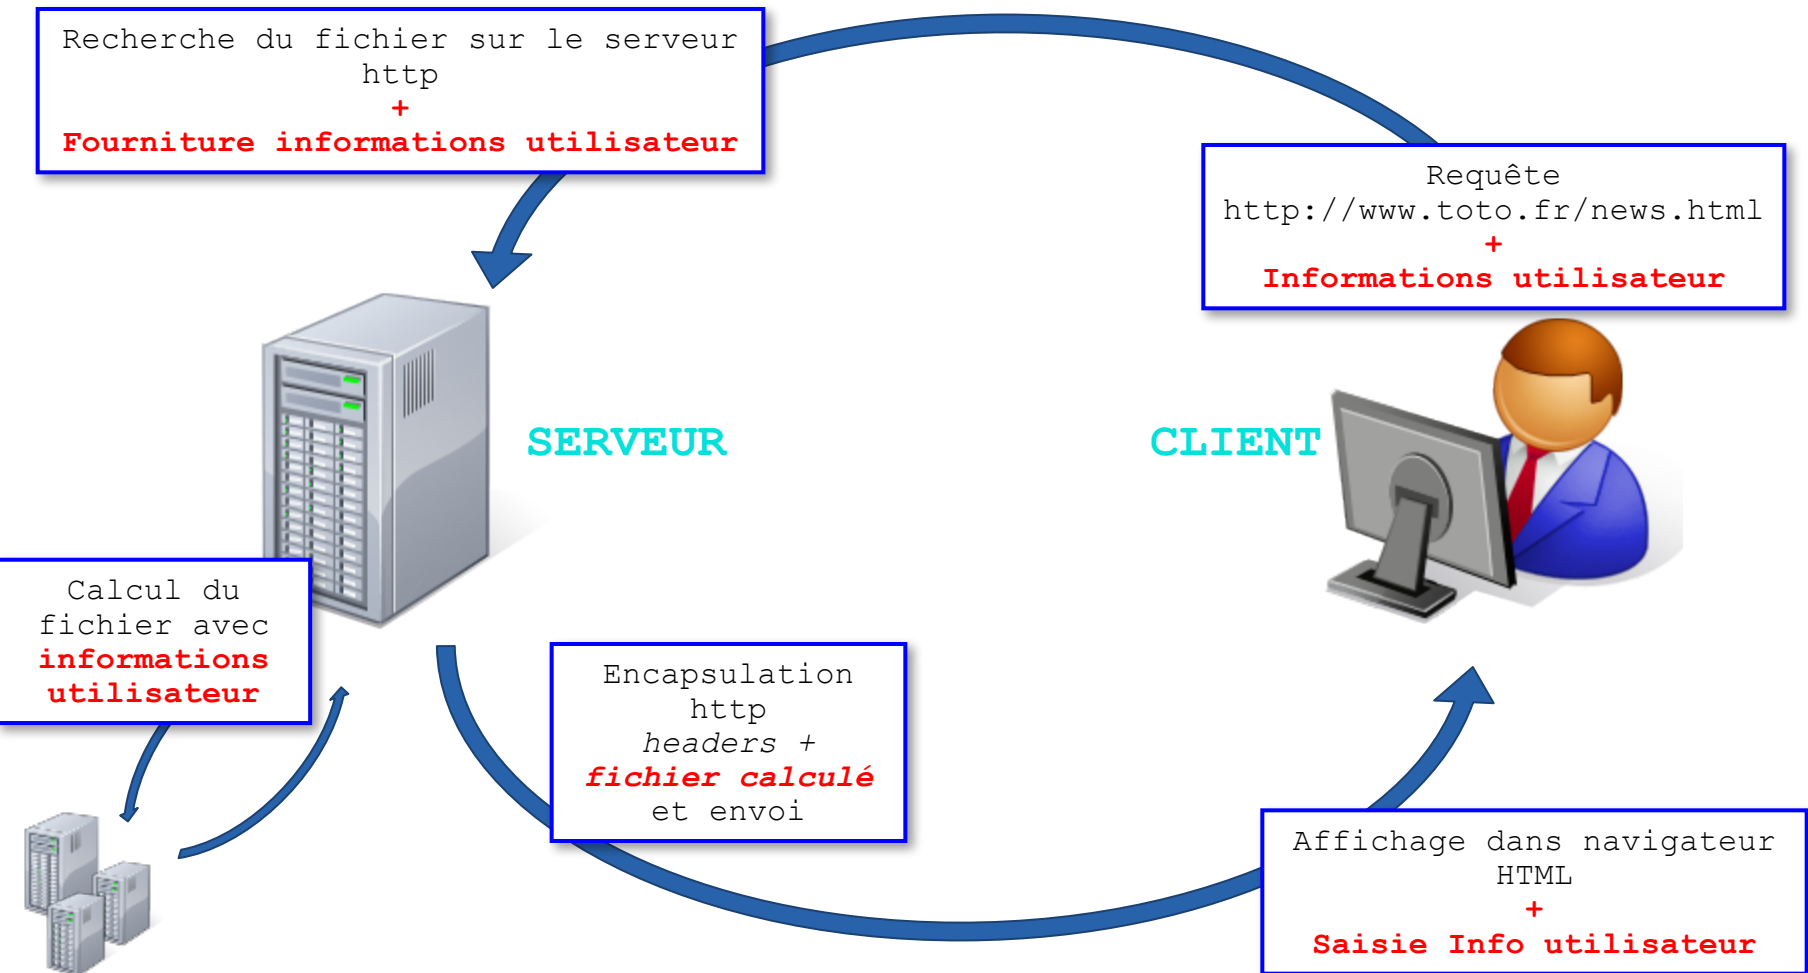 Recherche du fichier sur le serveur
http
+
Fourniture informations utilisateur
Requête
http://www.toto.fr/news.html
+
Informations utilisateur
SERVEUR
CLIENT
Calcul du
fichier avec
informations
utilisateur
Encapsulation
http
headers +
fichier calculé
et envoi
Affichage dans navigateur
HTML
+
Saisie Info utilisateur